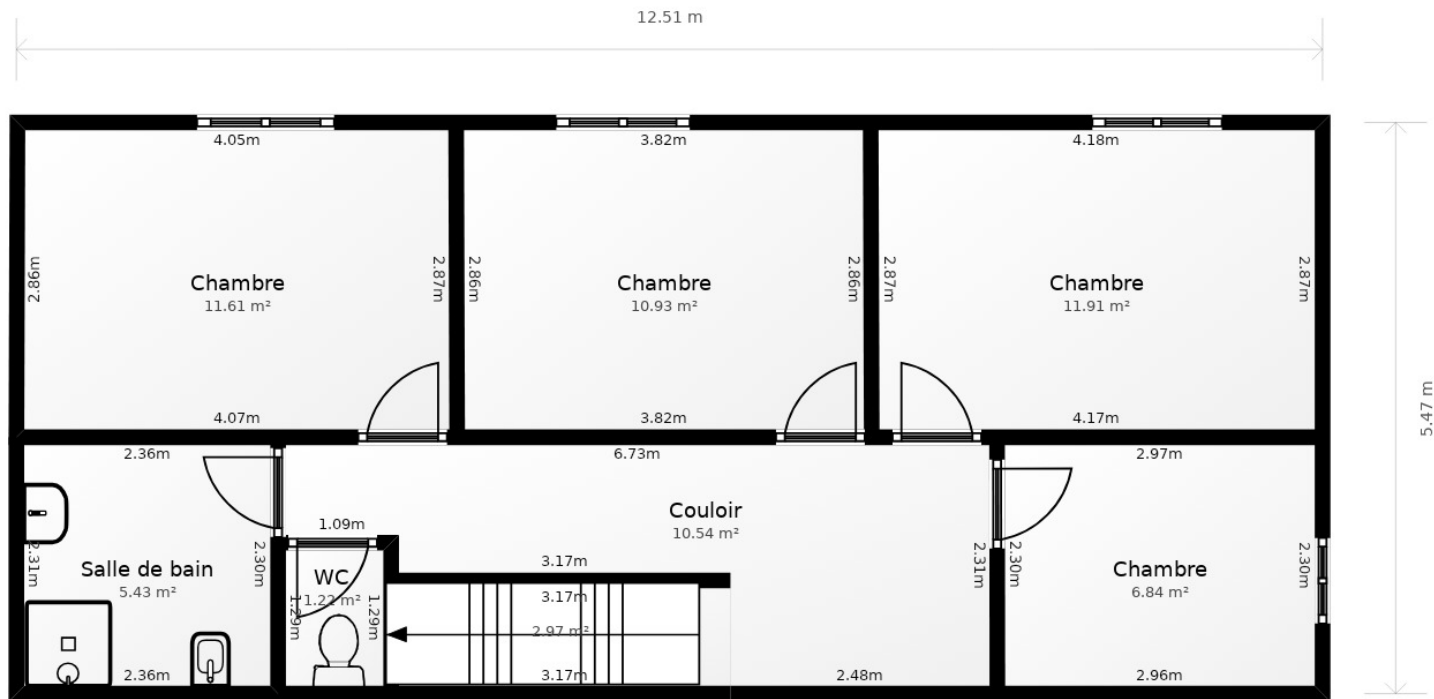 12.51 m
4.05m
3.82m
4.18m
2.86m
Chambre
11.61 m²
2.87m
2.86m
Chambre
10.93 m²
2.86m
2.87m
Chambre
11.91 m²
2.87m
5.47 m
4.07m
3.82m
4.17m
2.36m
6.73m
2.97m
Couloir
10.54 m²
1.09m
2.31m
Salle de bain
5.43 m²
2.30m
WC
1.22 m²
1.29m
1.29m
3.17m
3.17m
2.97 m²
3.17m
2.31m
2.30m
Chambre
6.84 m²
2.30m
2.36m
2.48m
2.96m